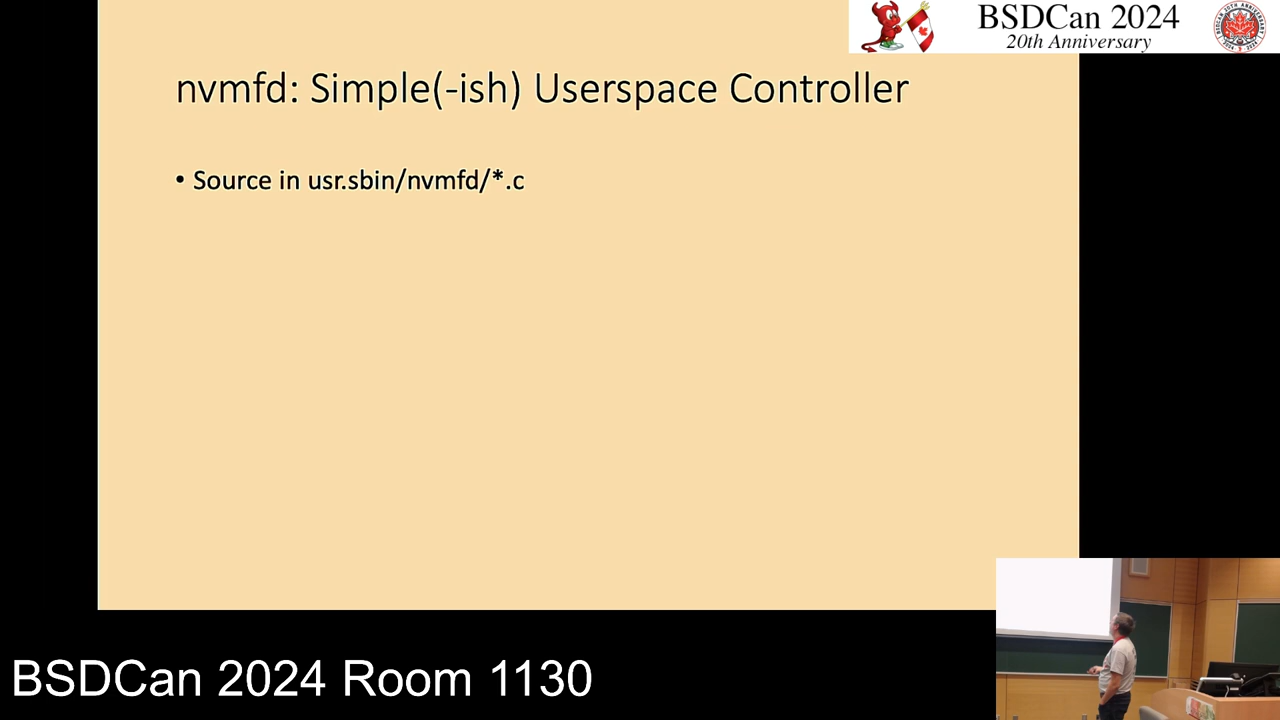 BSDCan 2024
20th Anniversary
nvmfd: Simple(-ish) Userspace Controller
• Source in usr.sbin/nvmfd/*.c
BSDCan 2024 Room 1130